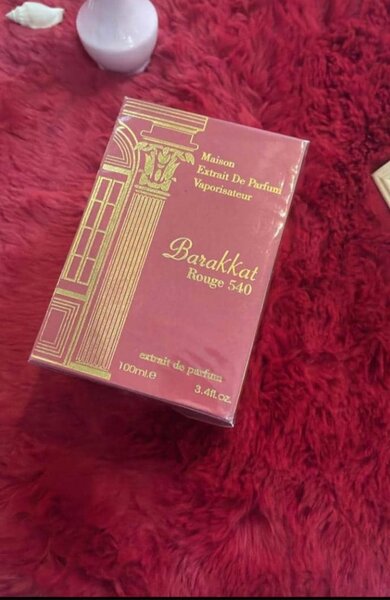 Maison
Extrait De Parfum
Vaporisateur
Barakkat
Rouge 540
extrait de parfum
100ml.e
3.4fl.oz.